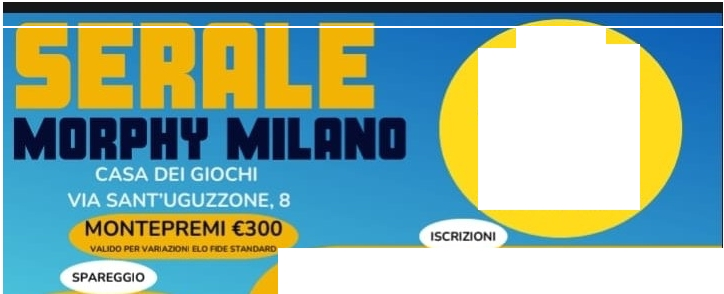 SERALE
MORPHY MILANO
CASA DEI GIOCHI
VIA SANT'UGUZZONE, 8
MONTEPREMI €300
VALIDO PER VARIAZIONI ELO FIDE STANDARD
ISCRIZIONI
SPAREGGIO